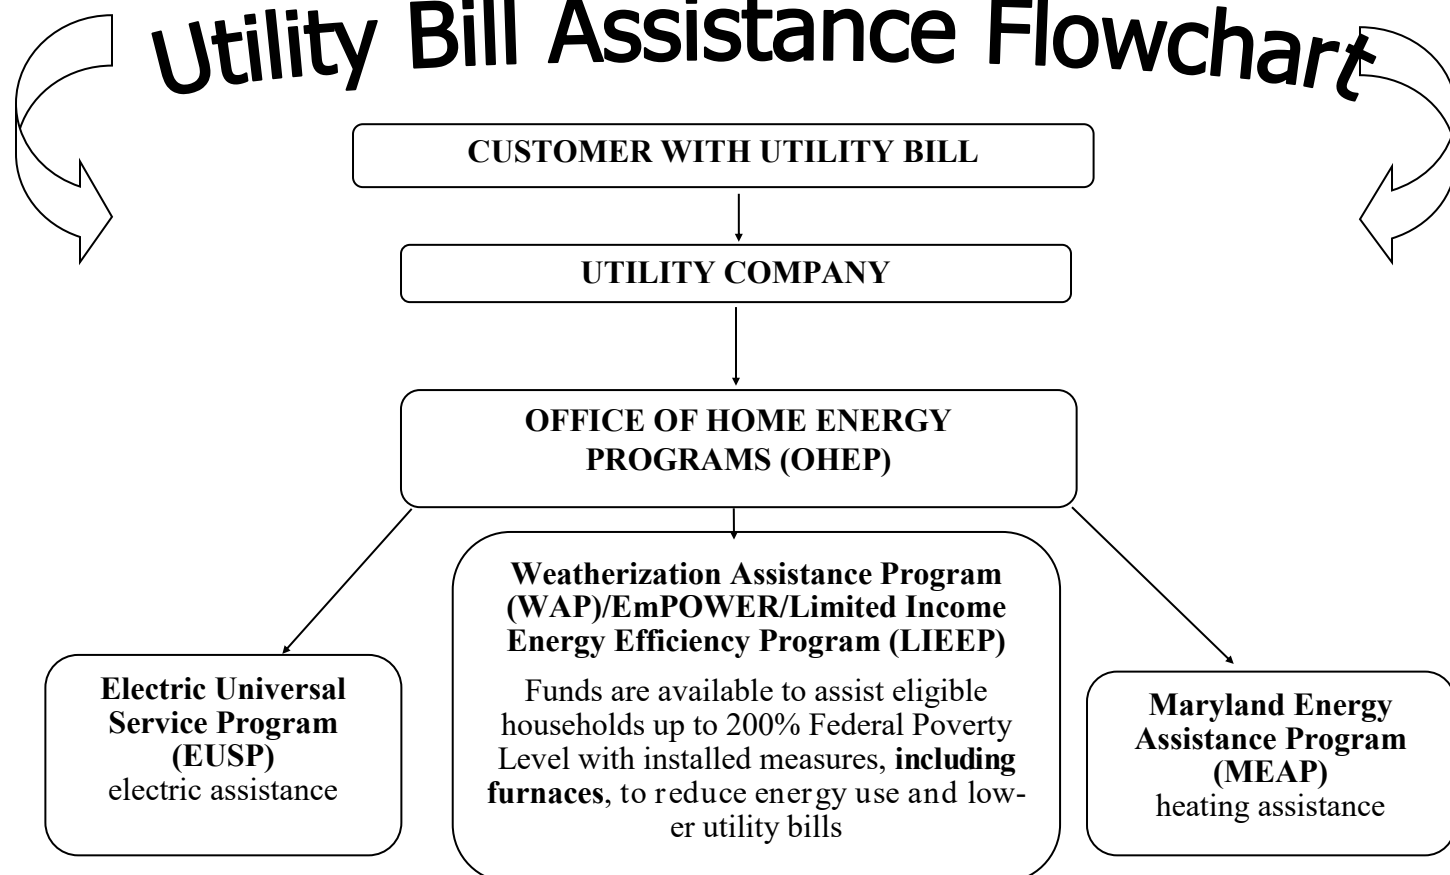 Utility Bill Assistance Flowchart
CUSTOMER WITH UTILITY BILL
UTILITY COMPANY
OFFICE OF HOME ENERGY
PROGRAMS (OHEP)
Weatherization Assistance Program
(WAP)/EmPOWER/Limited Income
Energy Efficiency Program (LIEEP)
Funds are available to assist eligible
households up to 200% Federal Poverty
Level with installed measures, including
furnaces, to reduce energy use and low-
er utility bills
Electric Universal
Service Program
(EUSP)
electric assistance
Maryland Energy
Assistance Program
(MEAP)
heating assistance